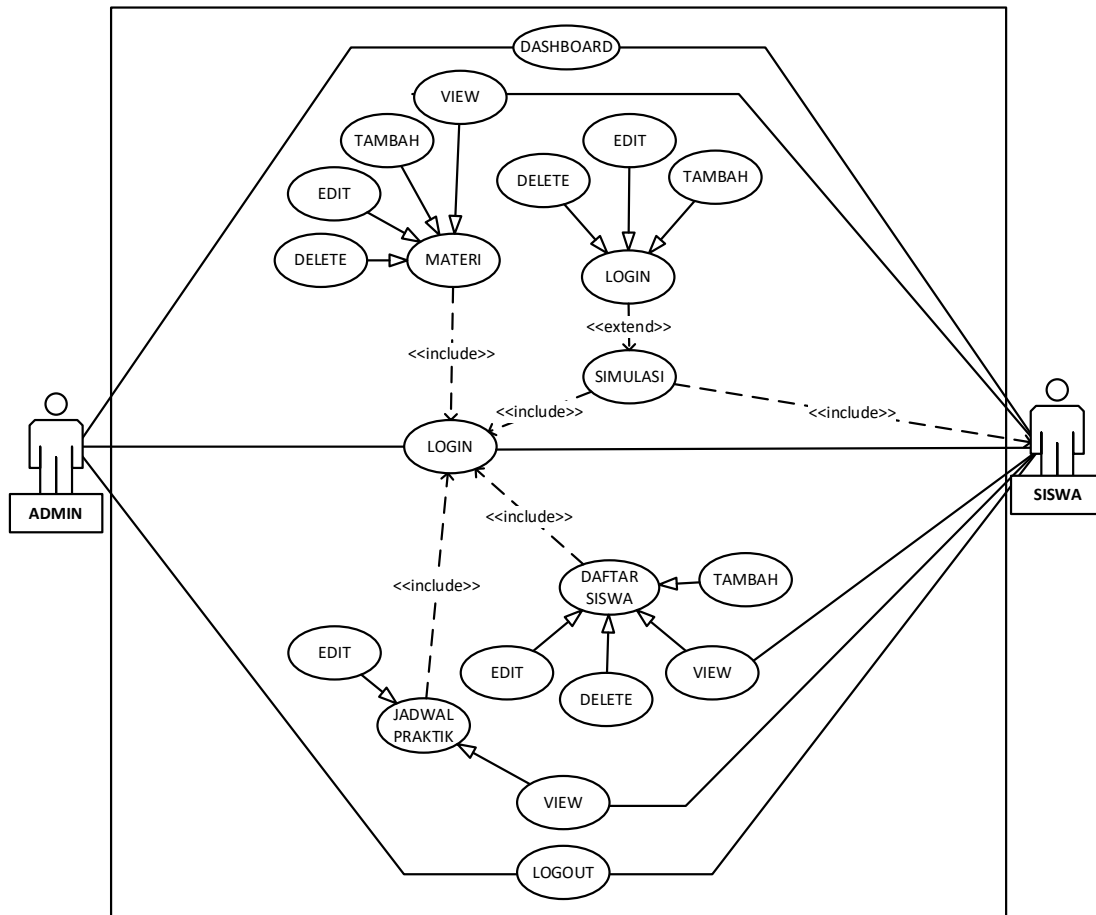 DASHBOARD
VIEW
TAMBAH
EDIT
DELETE
MATERI
EDIT
DELETE
TAMBAH
LOGIN
<<extend>>
SIMULASI
<<include>>
<<include>>
<<include>>
LOGIN
ADMIN
SISWA
<<include>>
<<include>>
DAFTAR
SISWA
TAMBAH
EDIT
DELETE
VIEW
EDIT
JADWAL
PRAKTIK
VIEW
LOGOUT